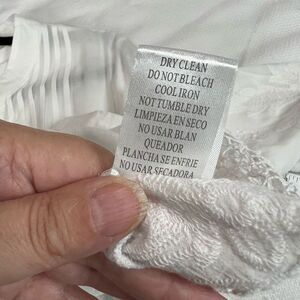 DRY CLEAN
DO NOT BLEACH
COOL IRON
NOT TUMBLE DRY
LIMPIEZA EN SECO
NO USAR BLAN
QUEADOR
PLANCHA SE ENFRIE
NO USAR SECADORA